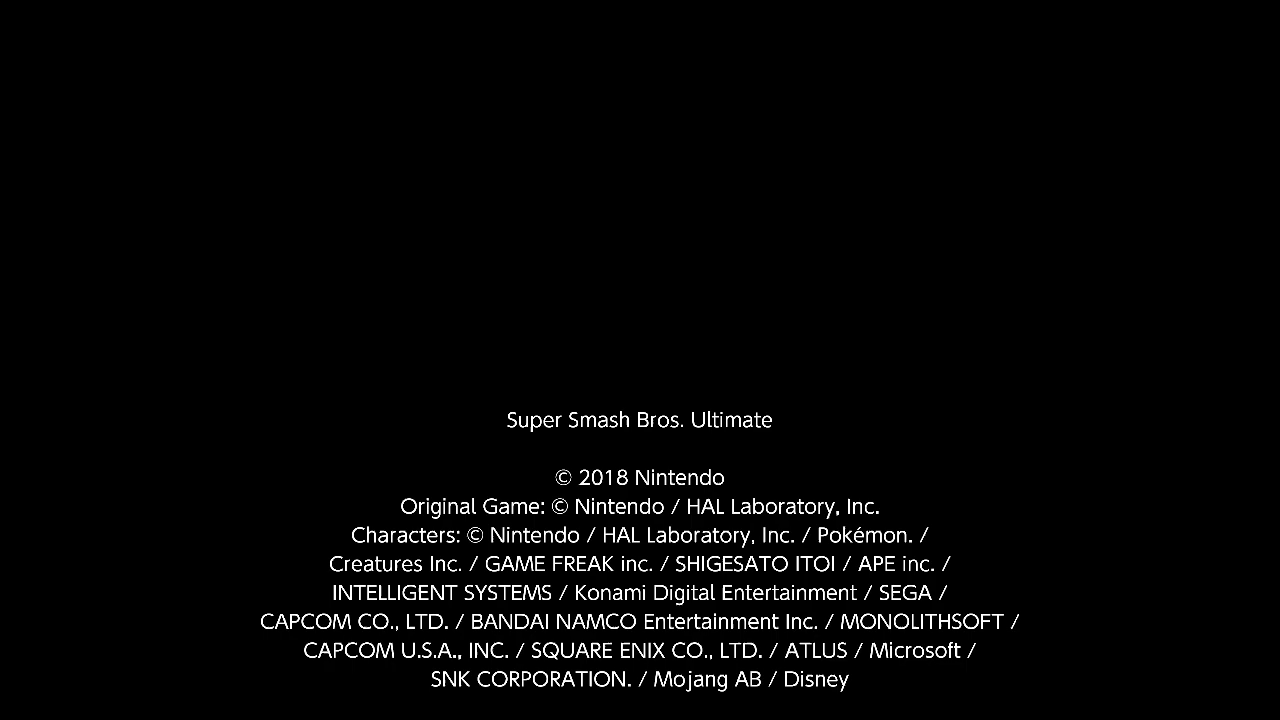 Super Smash Bros. Ultimate
© 2018 Nintendo
Original Game: © Nintendo / HAL Laboratory, Inc.
Characters: © Nintendo / HAL Laboratory, Inc. / Pokémon. /
Creatures Inc. / GAME FREAK inc. / SHIGESATO ITOI / APE inc. /
INTELLIGENT SYSTEMS / Konami Digital Entertainment / SEGA /
CAPCOM CO., LTD. / BANDAI NAMCO Entertainment Inc. / MONOLITHSOFT /
CAPCOM U.S.A., INC. / SQUARE ENIX CO., LTD. / ATLUS / Microsoft /
SNK CORPORATION. / Mojang AB / Disney